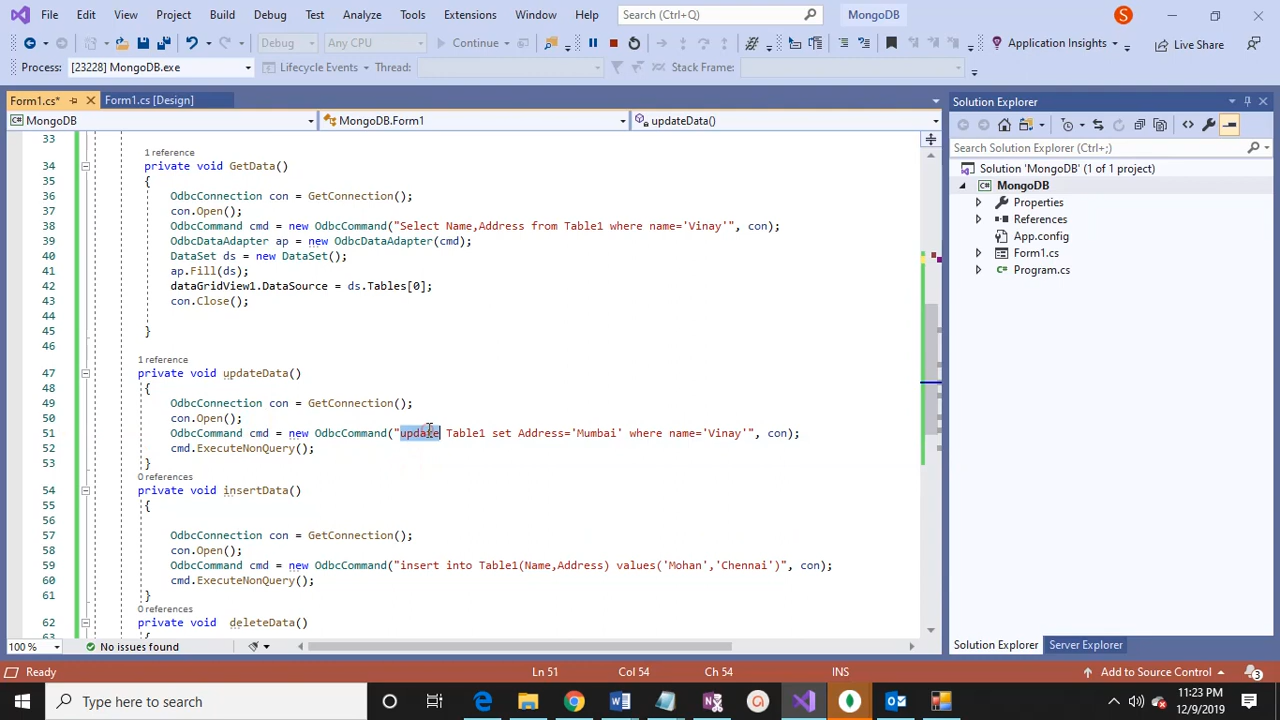 File Edit View Project Build Debug Test Analyze Tools Extensions Window Help Search (Ctrl+Q) MongoDB S
Debug Any CPU Continue Application Insights Live Share
Process: [23228] MongoDB.exe Lifecycle Events Thread: Stack Frame:
Form1.cs* Form1.cs [Design] Solution Explorer
MongoDB MongoDB.Form1 updateData()
Search Solution Explorer (Ctrl+;)
Solution 'MongoDB' (1 of 1 project)
MongoDB
Properties
References
App.config
Form1.cs
Program.cs
33
1 reference
34 private void GetData()
35 {
36 OdbcConnection con = GetConnection();
37 con.Open();
38 OdbcCommand cmd = new OdbcCommand("Select Name,Address from Table1 where name='Vinay'", con);
39 OdbcDataAdapter ap = new OdbcDataAdapter(cmd);
40 DataSet ds = new DataSet();
41 ap.Fill(ds);
42 dataGridView1.DataSource = ds.Tables[0];
43 con.Close();
44
45 }
46
1 reference
47 private void updateData()
48 {
49 OdbcConnection con = GetConnection();
50 con.Open();
51 OdbcCommand cmd = new OdbcCommand("update Table1 set Address='Mumbai' where name='Vinay'", con);
52 cmd.ExecuteNonQuery();
53 }
0 references
54 private void insertData()
55 {
56
57 OdbcConnection con = GetConnection();
58 con.Open();
59 OdbcCommand cmd = new OdbcCommand("insert into Table1(Name,Address) values('Mohan','Chennai')", con);
60 cmd.ExecuteNonQuery();
61 }
0 references
62 private void deleteData()
63 {
100 % No issues found Solution Explorer Server Explorer
Ready Ln 51 Col 54 Ch 54 INS Add to Source Control 3
Type here to search 11:23 PM
12/9/2019